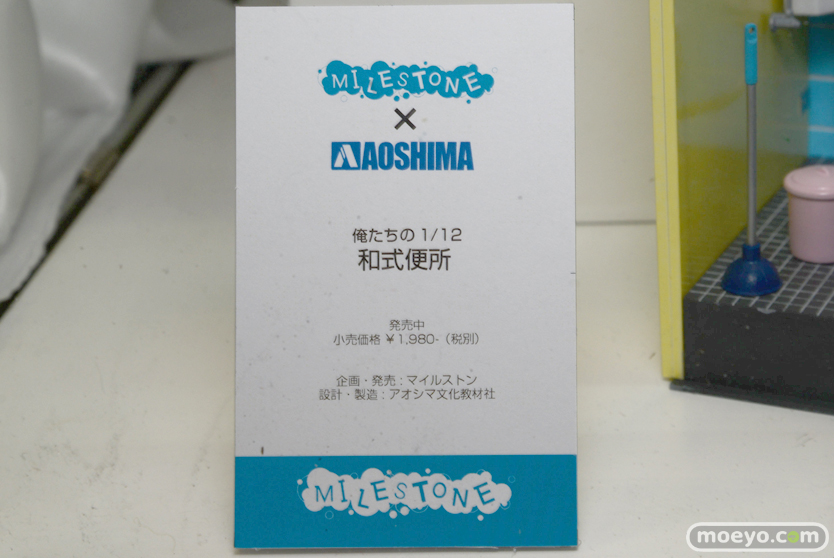 MILESTONE
×
AOSHIMA
俺たちの1/12
和式便所
発売中
小売価格 ¥1,980-（税別）
企画・発売：マイルストン
設計・製造：アオシマ文化教材社
MILESTONE
moeyo.com